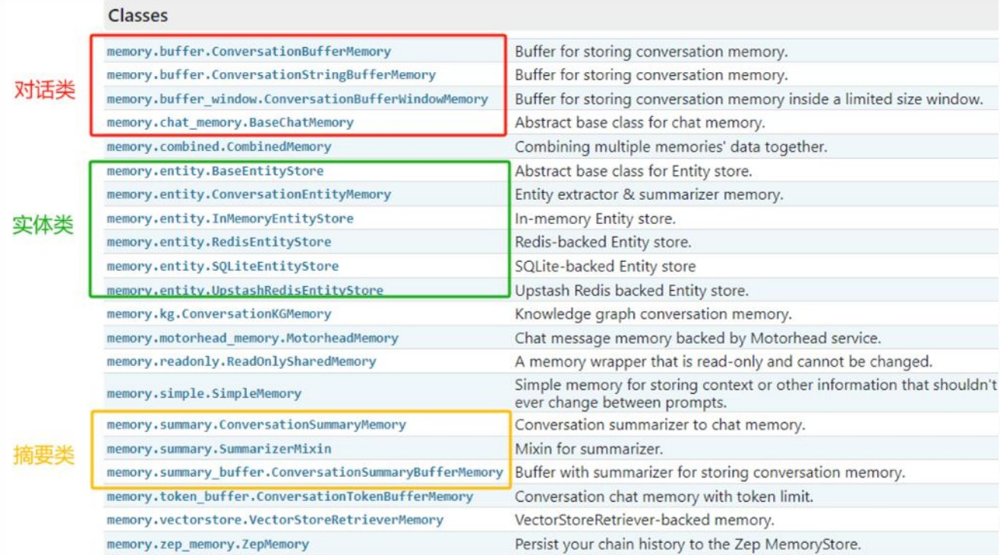 Classes
memory.buffer.ConversationBufferMemory Buffer for storing conversation memory.
对话类 memory.buffer.ConversationStringBufferMemory Buffer for storing conversation memory.
memory.buffer_window.ConversationBufferWindowMemory Buffer for storing conversation memory inside a limited size window.
memory.chat_memory.BaseChatMemory Abstract base class for chat memory.
memory.combined.CombinedMemory Combining multiple memories' data together.
memory.entity.BaseEntityStore Abstract base class for Entity store.
memory.entity.ConversationEntityMemory Entity extractor & summarizer memory.
实体类 memory.entity.InMemoryEntityStore In-memory Entity store.
memory.entity.RedisEntityStore Redis-backed Entity store.
memory.entity.SQLiteEntityStore SQLite-backed Entity store
memory.entity.UpstashRedisEntityStore Upstash Redis backed Entity store.
memory.kg.ConversationKGMemory Knowledge graph conversation memory.
memory.motorhead_memory.MotorheadMemory Chat message memory backed by Motorhead service.
memory.readonly.ReadOnlySharedMemory A memory wrapper that is read-only and cannot be changed.
memory.simple.SimpleMemory Simple memory for storing context or other information that shouldn't
ever change between prompts.
memory.summary.ConversationSummaryMemory Conversation summarizer to chat memory.
摘要类 memory.summary.SummarizerMixin Mixin for summarizer.
memory.summary_buffer.ConversationSummaryBufferMemory Buffer with summarizer for storing conversation memory.
memory.token_buffer.ConversationTokenBufferMemory Conversation chat memory with token limit.
memory.vectorstore.VectorStoreRetrieverMemory VectorStoreRetriever-backed memory.
memory.zep_memory.ZepMemory Persist your chain history to the Zep MemoryStore.